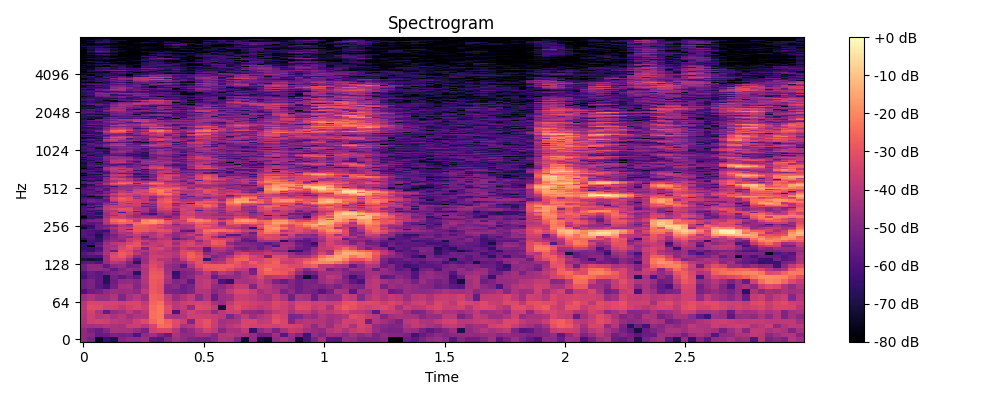 Spectrogram
+0 dB
4096
-10 dB
2048
-20 dB
1024
-30 dB
Hz
512
-40 dB
256
-50 dB
128
-60 dB
64
-70 dB
0
-80 dB
0 0.5 1 1.5 2 2.5
Time